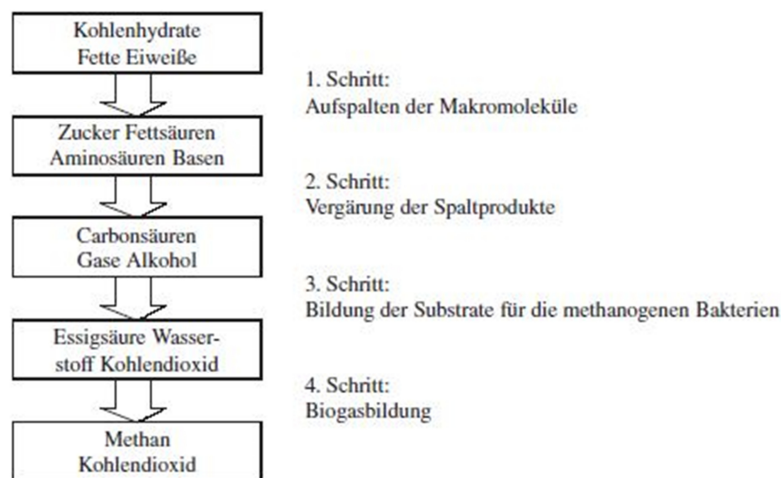 Kohlenhydrate
Fette Eiweiße
1. Schritt:
Aufspalten der Makromoleküle
Zucker Fettsäuren
Aminosäuren Basen
2. Schritt:
Vergärung der Spaltprodukte
Carbonsäuren
Gase Alkohol
3. Schritt:
Bildung der Substrate für die methanogenen Bakterien
Essigsäure Wasser-
stoff Kohlendioxid
4. Schritt:
Biogasbildung
Methan
Kohlendioxid